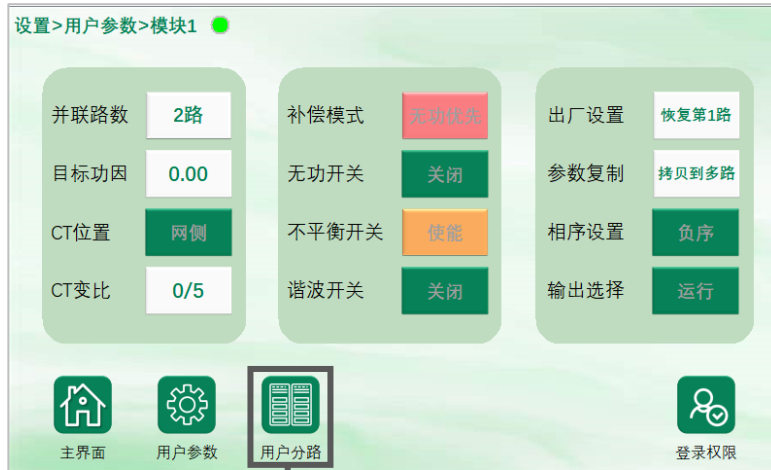 设置>用户参数>模块1
并联路数 2路
目标功因 0.00
CT位置 网侧
CT变比 0/5
补偿模式 无功优先
无功开关 关闭
不平衡开关 使能
谐波开关 关闭
出厂设置 恢复第1路
参数复制 拷贝到多路
相序设置 负序
输出选择 运行
主界面 用户参数 用户分路 登录权限